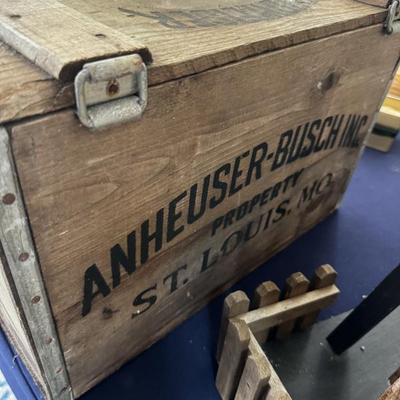 ANHEUSER-BUSCH INC.
PROPERTY
ST. LOUIS, MO.